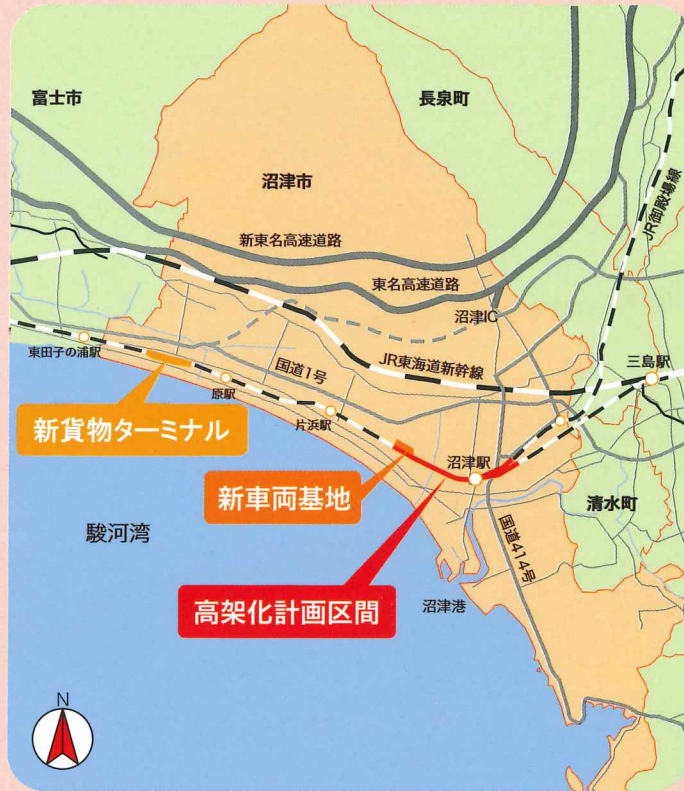 富士市
長泉町
沼津市
JR御殿場線
新東名高速道路
東名高速道路
沼津IC
東田子の浦駅
国道1号
JR東海道新幹線
三島駅
原駅
新貨物ターミナル
片浜駅
沼津駅
新車両基地
清水町
駿河湾
国道414号
高架化計画区間
沼津港
N